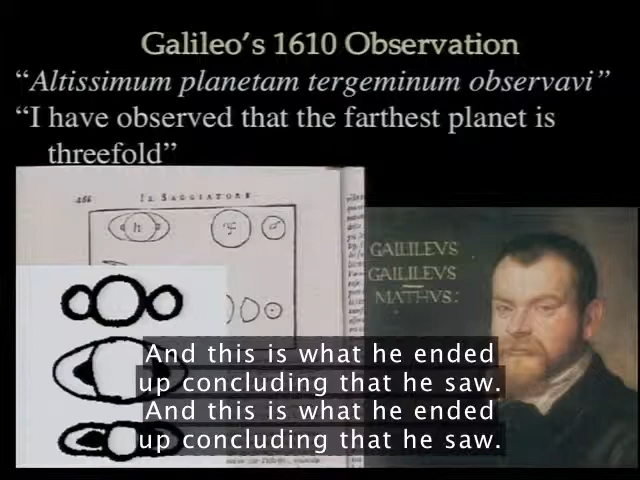 Galileo's 1610 Observation
“Altissimum planetam tergeminum observavi”
“I have observed that the farthest planet is
threefold”
466 IL SAGGIATORE
GALILEVS
GALILEVS
MATHVS:
And this is what he ended
up concluding that he saw.
And this is what he ended
up concluding that he saw.